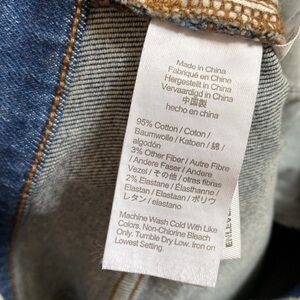 Made in China
Fabriqué en Chine
Hergestellt in China
Vervaardigd in China
中国製
hecho en china
95% Cotton / Coton /
Baumwolle / Katoen / 綿 /
algodón
3% Other Fiber / Autre Fibre
/ Andere Faser / Andere
Vezel / その他 / otras fibras
2% Elastane / Élasthanne /
Elastan / Elastaan / ポリウ
レタン / elastano
Machine Wash Cold With Like
Colors. Non-Chlorine Bleach
Only. Tumble Dry Low. Iron on
Lowest Setting.